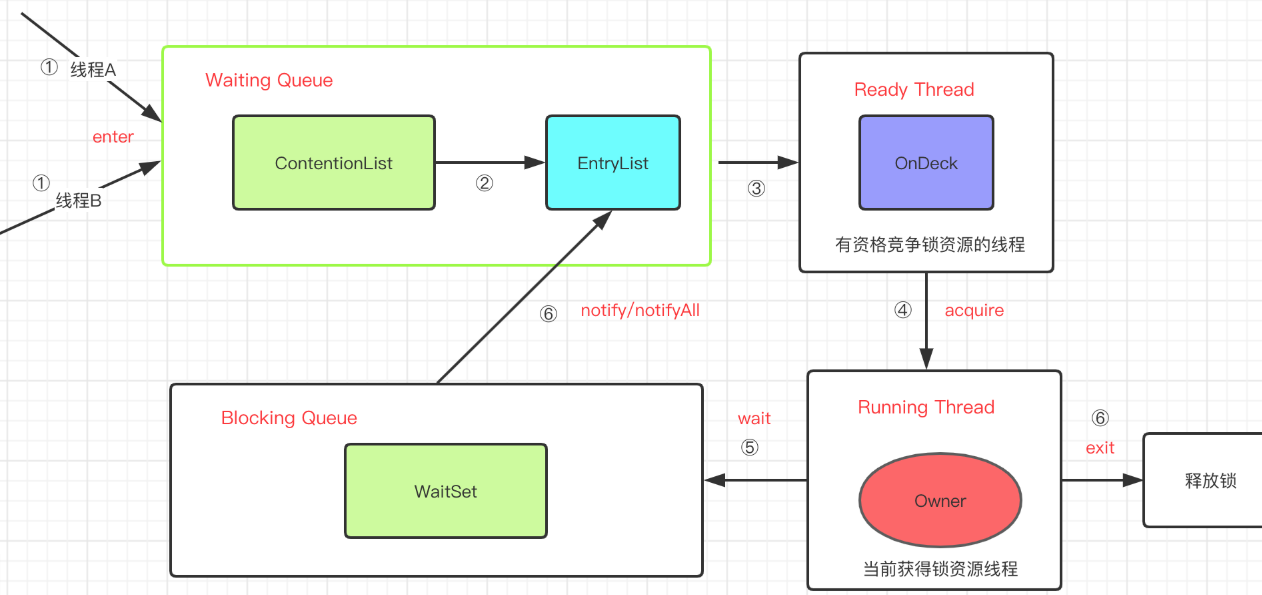 ① 线程A
enter
① 线程B
Waiting Queue
ContentionList
②
EntryList
③
Ready Thread
OnDeck
有资格竞争锁资源的线程
④ acquire
⑥ notify/notifyAll
Blocking Queue
WaitSet
wait
⑤
Running Thread
Owner
当前获得锁资源线程
⑥
exit
释放锁